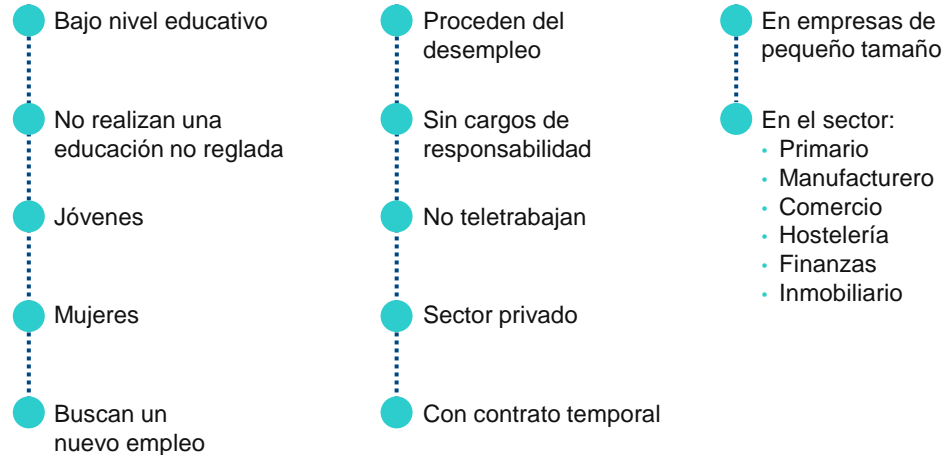 Bajo nivel educativo
No realizan una
educación no reglada
Jóvenes
Mujeres
Buscan un
nuevo empleo
Proceden del
desempleo
Sin cargos de
responsabilidad
No teletrabajan
Sector privado
Con contrato temporal
En empresas de
pequeño tamaño
En el sector:
• Primario
• Manufacturero
• Comercio
• Hostelería
• Finanzas
• Inmobiliario